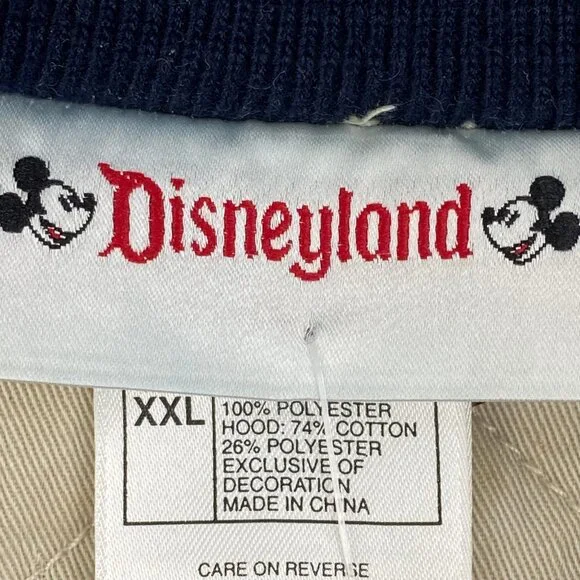 Disneyland
XXL
100% POLYESTER
HOOD: 74% COTTON
26% POLYESTER
EXCLUSIVE OF
DECORATION
MADE IN CHINA
CARE ON REVERSE